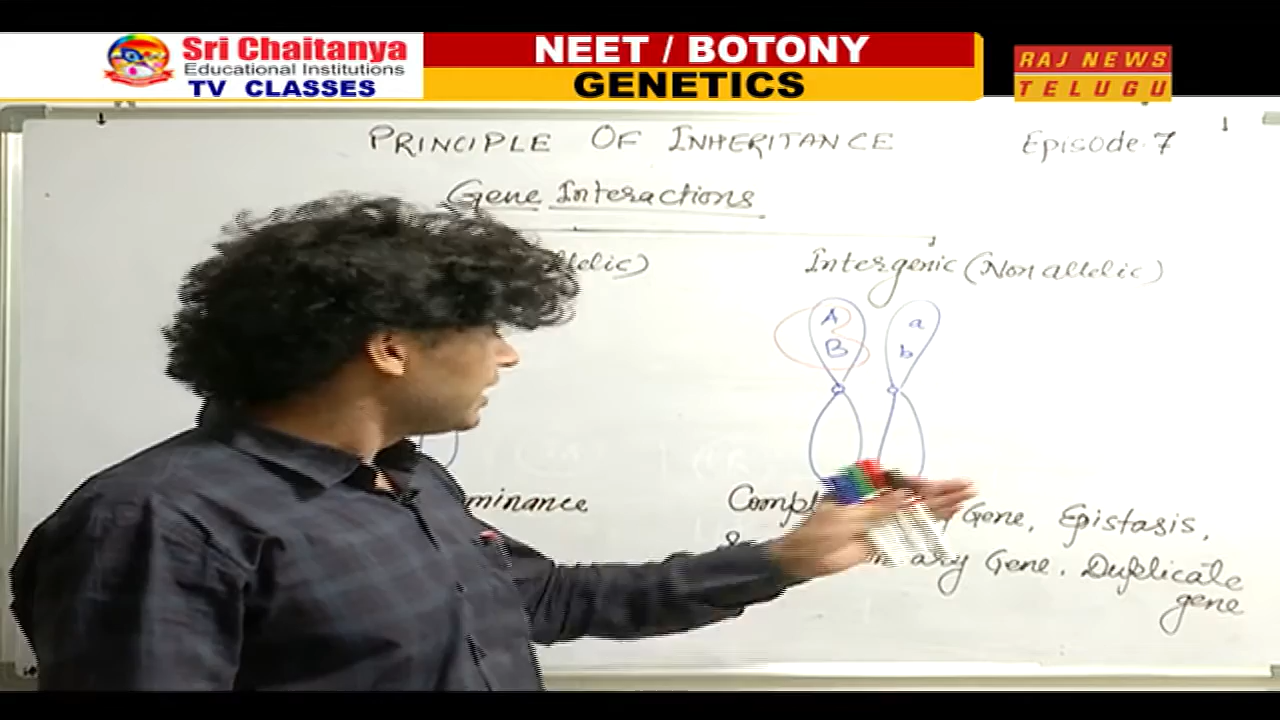 Sri Chaitanya
Educational Institutions
TV CLASSES
NEET / BOTONY
GENETICS
RAJ NEWS
TELUGU
PRINCIPLE OF INHERITANCE
Episode.7
Gene Interactions
Intergenic (Non allelic)
A a
B b
Gene, Epistasis,
Gene. Duplicate
gene